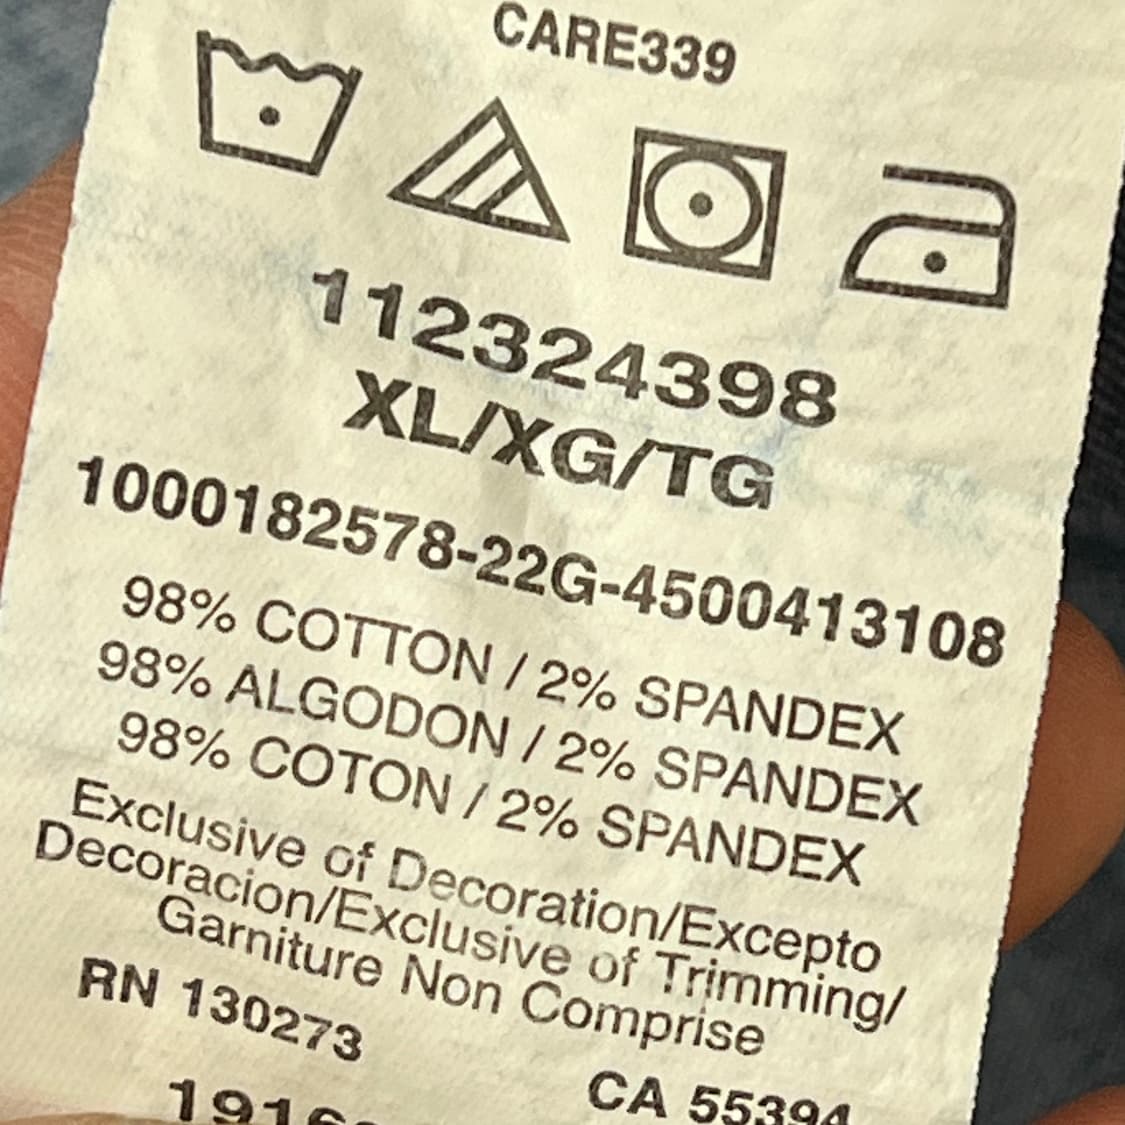 CARE339
112324398
XL/XG/TG
1000182578-22G-4500413108
98% COTTON / 2% SPANDEX
98% ALGODON / 2% SPANDEX
98% COTON / 2% SPANDEX
Exclusive of Decoration/Excepto
Decoracion/Exclusive of Trimming/
Garniture Non Comprise
RN 130273
CA 55394